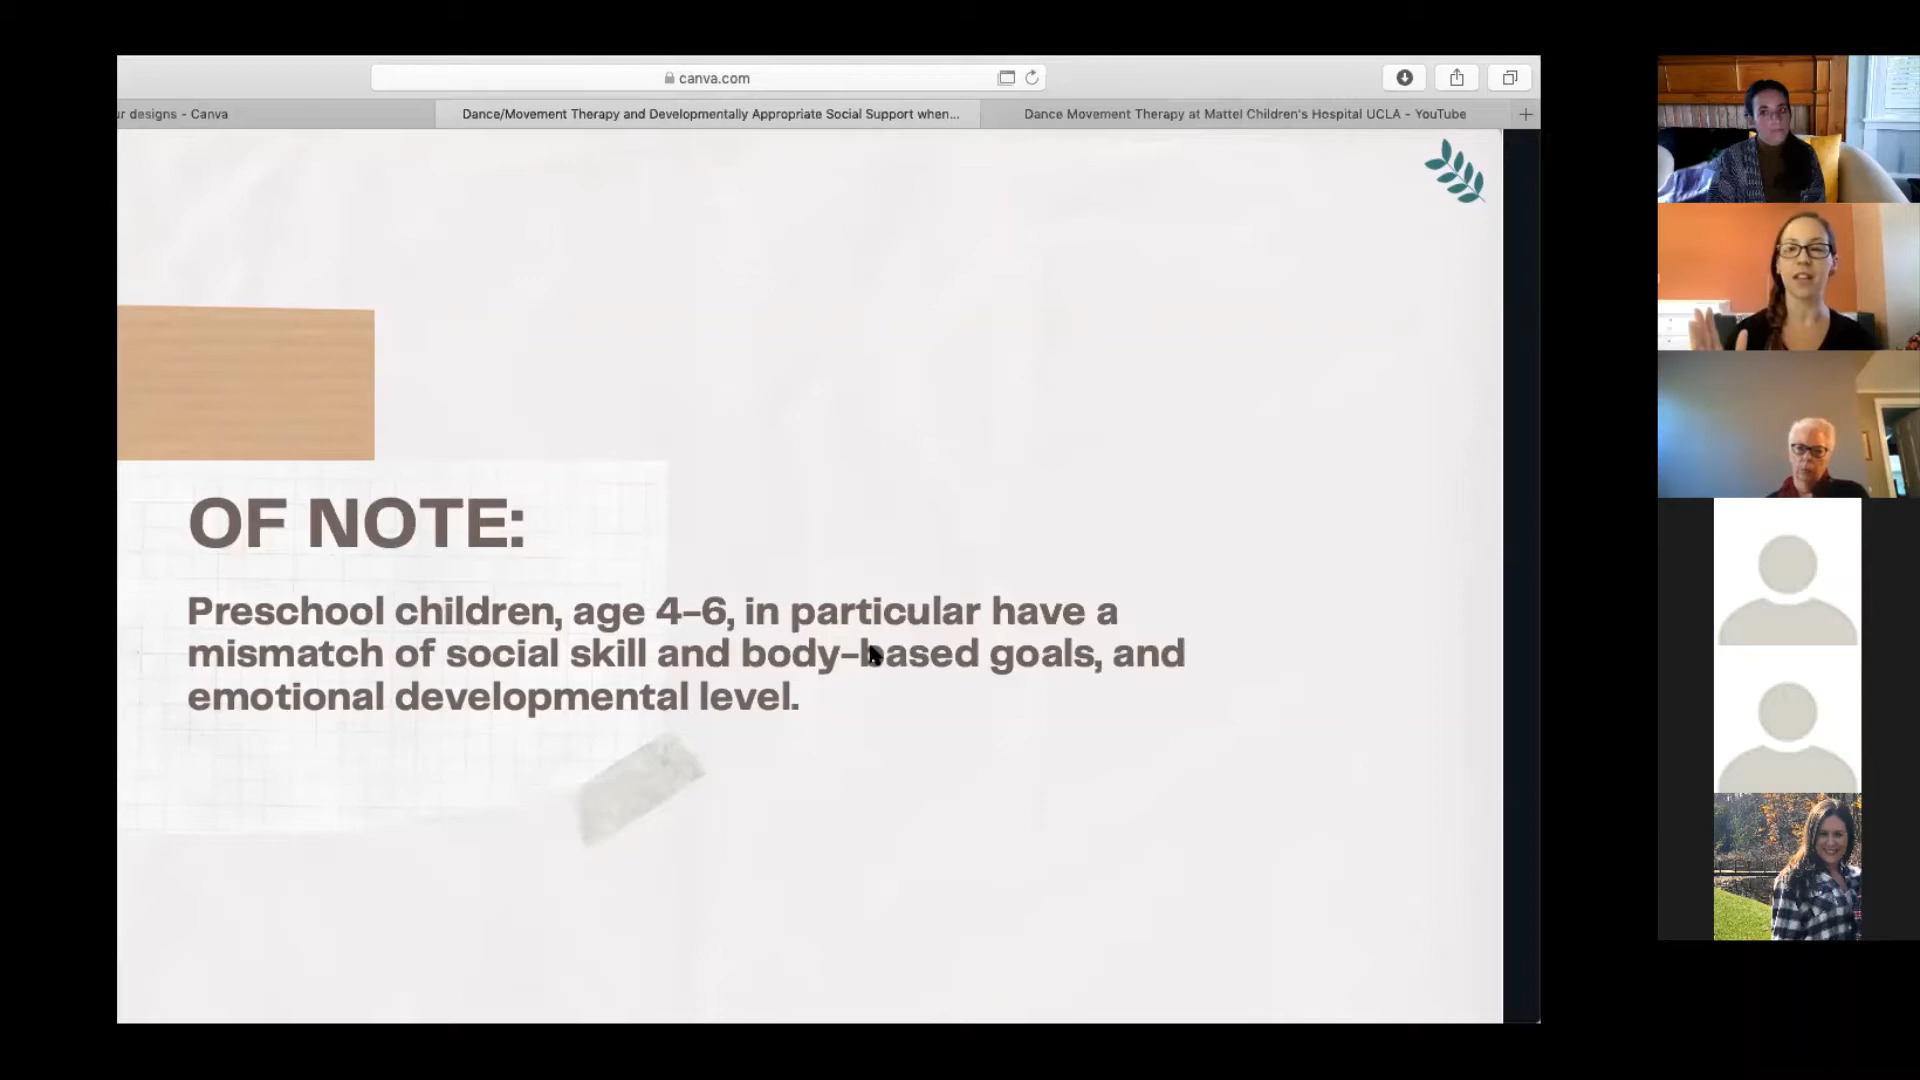 canva.com
ur designs - Canva
Dance/Movement Therapy and Developmentally Appropriate Social Support when...
Dance Movement Therapy at Mattel Children's Hospital UCLA - YouTube
OF NOTE:
Preschool children, age 4–6, in particular have a
mismatch of social skill and body–based goals, and
emotional developmental level.